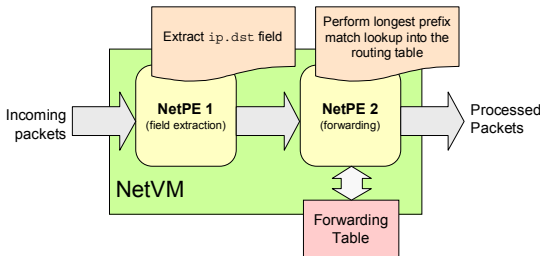 Extract ip.dst field
Perform longest prefix
match lookup into the
routing table
Incoming
packets
NetPE 1
(field extraction)
NetPE 2
(forwarding)
Processed
Packets
NetVM
Forwarding
Table